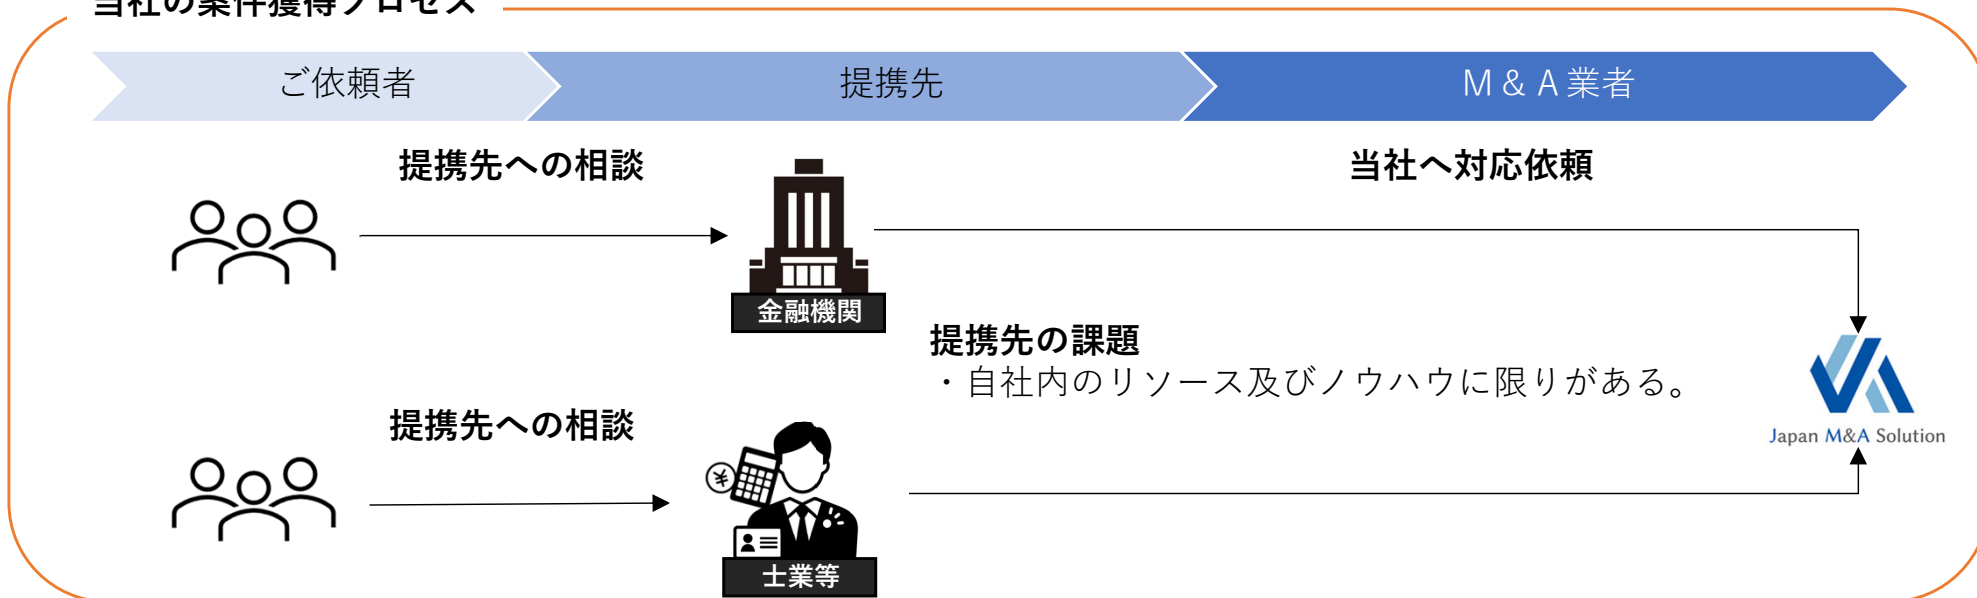 当社の案件獲得プロセス
ご依頼者
提携先
M & A 業者
提携先への相談
当社へ対応依頼
金融機関
提携先の課題
・自社内のリソース及びノウハウに限りがある。
Japan M&A Solution
提携先への相談
¥
士業等